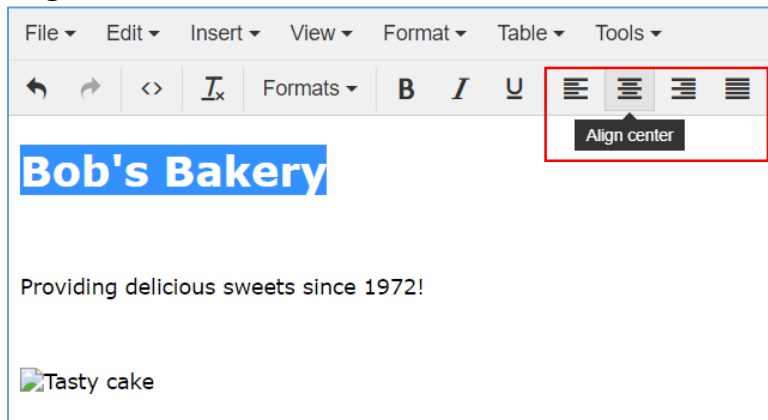 File Edit Insert View Format Table Tools
<> Tx Formats B I U
Align center
Bob's Bakery
Providing delicious sweets since 1972!
Tasty cake